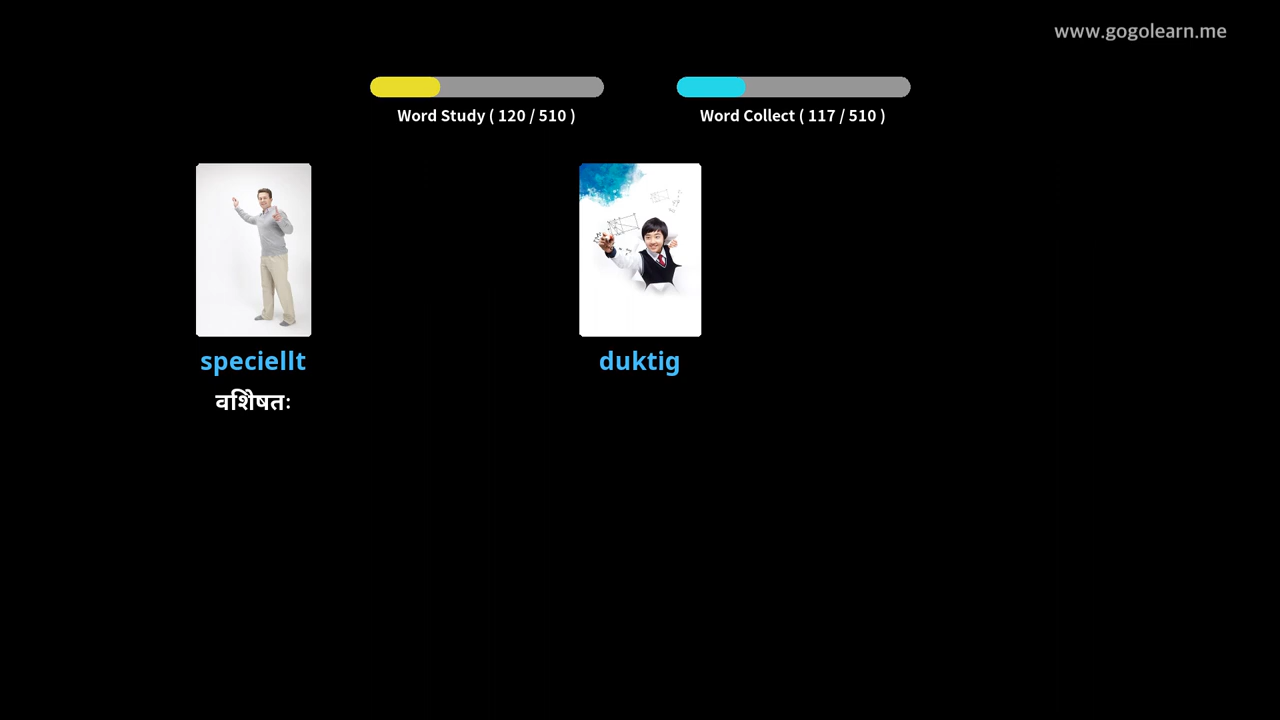 www.gogolearn.me
Word Study ( 120 / 510 )
Word Collect ( 117 / 510 )
speciellt
duktig
विशेषतः